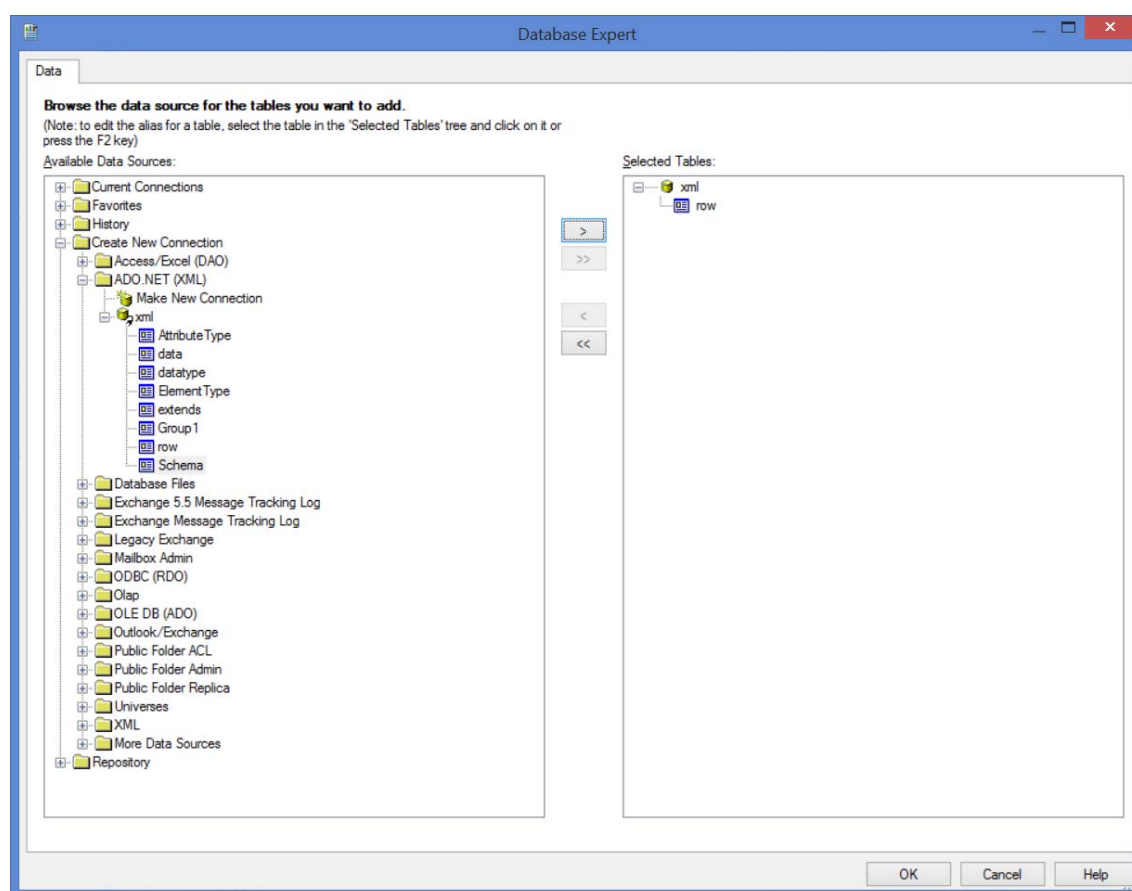 Database Expert
Data
Browse the data source for the tables you want to add.
(Note: to edit the alias for a table, select the table in the 'Selected Tables' tree and click on it or
press the F2 key)
Available Data Sources:
Current Connections
Favorites
History
Create New Connection
Access/Excel (DAO)
ADO.NET (XML)
Make New Connection
xml
AttributeType
data
datatype
ElementType
extends
Group1
row
Schema
Database Files
Exchange 5.5 Message Tracking Log
Exchange Message Tracking Log
Legacy Exchange
Mailbox Admin
ODBC (RDO)
Olap
OLE DB (ADO)
Outlook/Exchange
Public Folder ACL
Public Folder Admin
Public Folder Replica
Universes
XML
More Data Sources
Repository
>
>>
<
<<
Selected Tables:
xml
row
OK Cancel Help